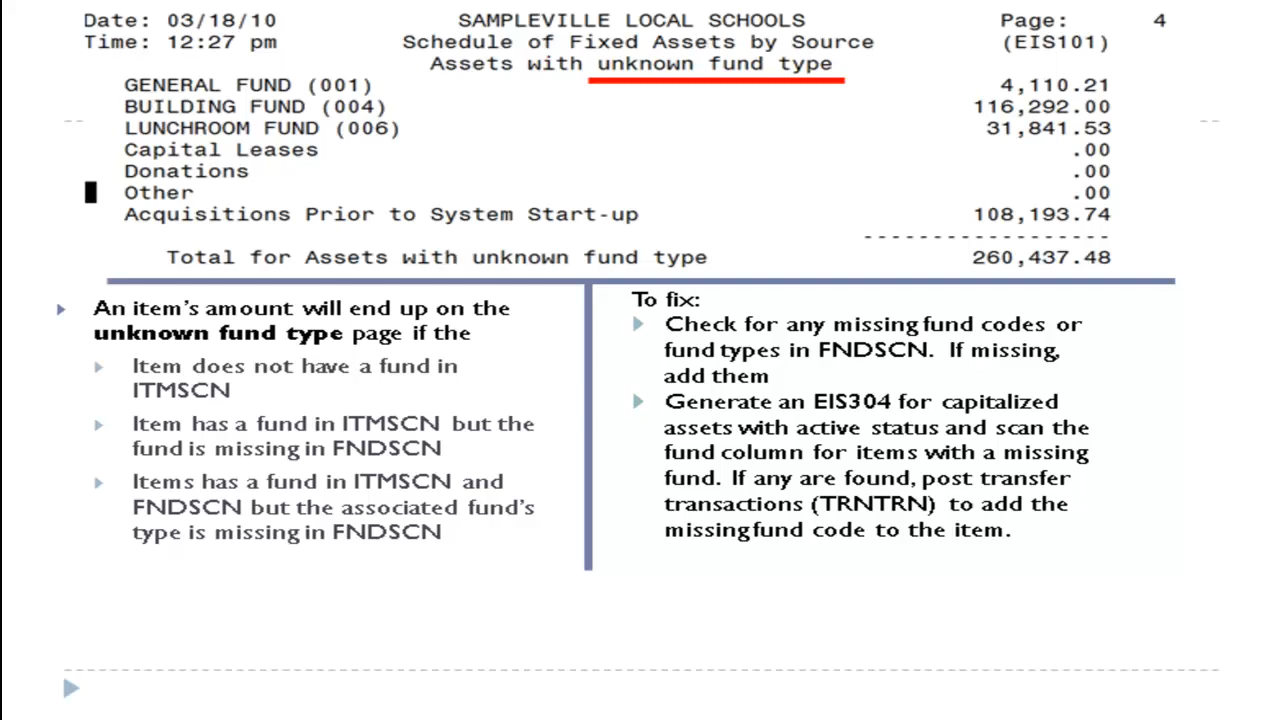 Date: 03/18/10 SAMPLEVILLE LOCAL SCHOOLS Page: 4
Time: 12:27 pm Schedule of Fixed Assets by Source (EIS101)
Assets with unknown fund type
GENERAL FUND (001) 4,110.21
BUILDING FUND (004) 116,292.00
LUNCHROOM FUND (006) 31,841.53
Capital Leases .00
Donations .00
Other .00
Acquisitions Prior to System Start-up 108,193.74
------------------
Total for Assets with unknown fund type 260,437.48
An item's amount will end up on the
unknown fund type page if the
Item does not have a fund in
ITMSCN
Item has a fund in ITMSCN but the
fund is missing in FNDSCN
Items has a fund in ITMSCN and
FNDSCN but the associated fund's
type is missing in FNDSCN
To fix:
Check for any missing fund codes or
fund types in FNDSCN. If missing,
add them
Generate an EIS304 for capitalized
assets with active status and scan the
fund column for items with a missing
fund. If any are found, post transfer
transactions (TRNTRN) to add the
missing fund code to the item.